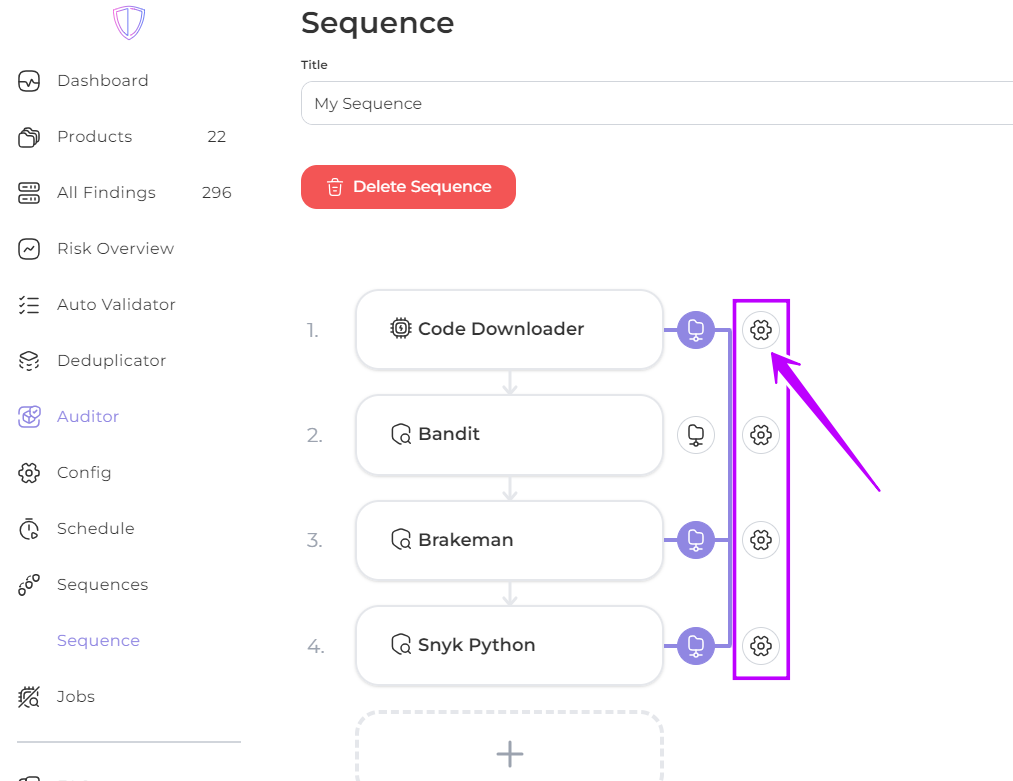 Sequence
Title
My Sequence
Delete Sequence
Dashboard
Products 22
All Findings 296
Risk Overview
Auto Validator
Deduplicator
Auditor
Config
Schedule
Sequences
Sequence
Jobs
1. Code Downloader
2. Bandit
3. Brakeman
4. Snyk Python